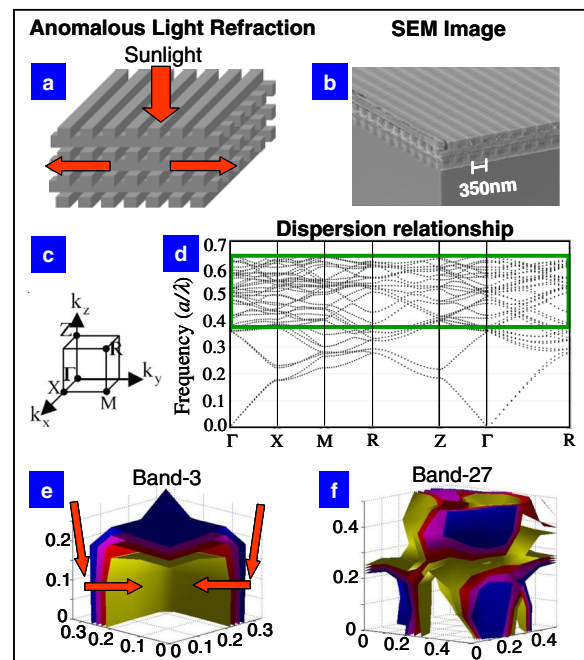 Anomalous Light Refraction
SEM Image
Sunlight
a
b
350nm
c
k_z
Z
R
Γ
k_y
X
M
k_x
d
Dispersion relationship
Frequency (a/λ)
0.7
0.6
0.5
0.4
0.3
0.2
0.1
0.0
Γ X M R Z Γ R
e
Band-3
0.2
0.1
0
0.3 0.2 0.1 0 0 0.1 0.2 0.3
f
Band-27
0.4
0.2
0
0 0.2 0.4 0 0.2 0.4